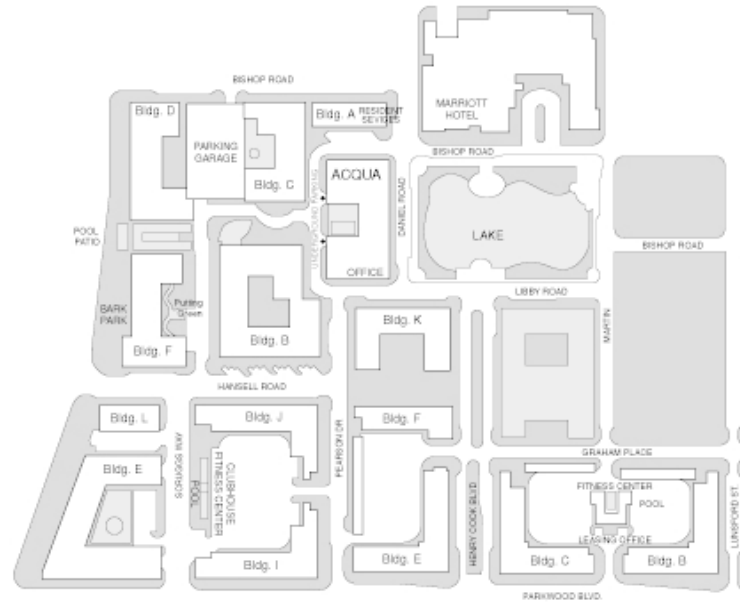 BISHOP ROAD
Bldg. D
Bldg. A
RESIDENT
SEVICES
MARRIOTT
HOTEL
PARKING
GARAGE
BISHOP ROAD
Bldg. C
ACQUA
UNDERGROUND PARKING
DANIEL ROAD
POOL
PATIO
LAKE
BISHOP ROAD
OFFICE
LIBBY ROAD
BARK
PARK
Putting
Green
MARTIN
Bldg. K
Bldg. B
Bldg. F
HANSELL ROAD
Bldg. L
Bldg. J
Bldg. F
PEARSON DR
GRAHAM PLACE
Bldg. E
POOL
CLUBHOUSE
FITNESS CENTER
HENRY COOK BLVD.
FITNESS CENTER
POOL
LUNSFORD ST.
LEASING OFFICE
Bldg. I
Bldg. E
Bldg. C
Bldg. B
PARKWOOD BLVD.